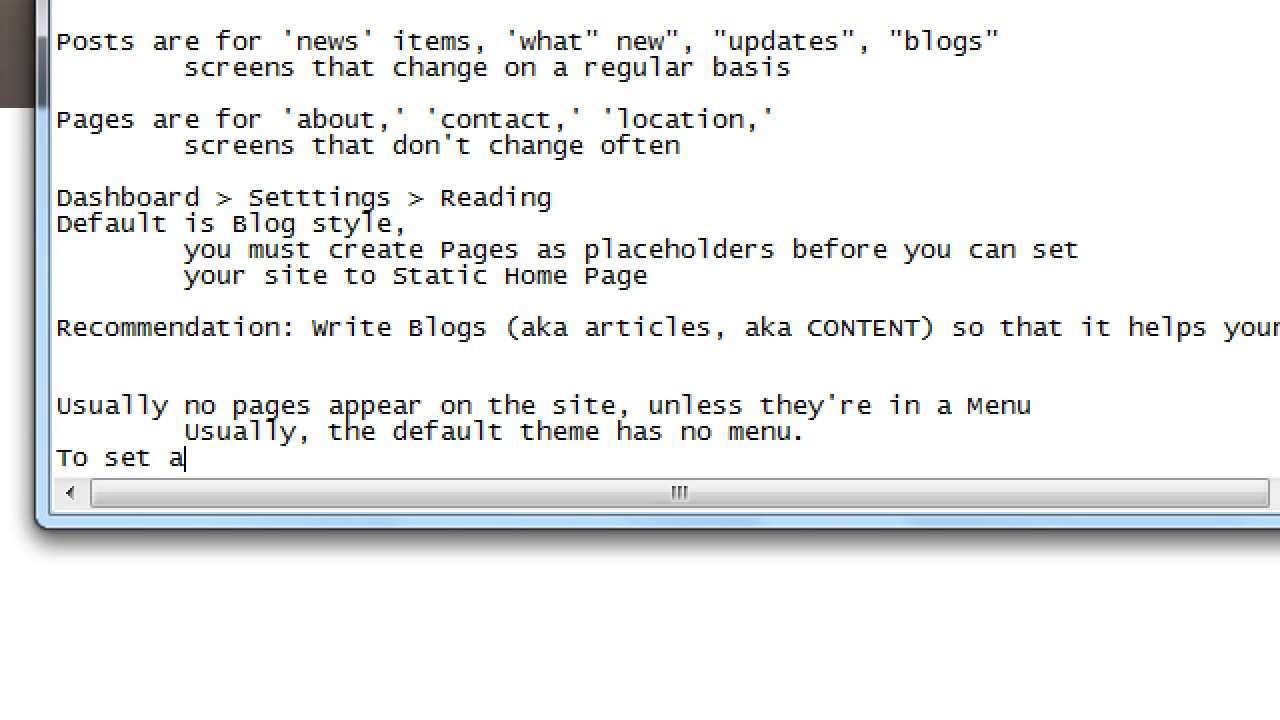 Posts are for 'news' items, 'what" new", "updates", "blogs"
screens that change on a regular basis
Pages are for 'about,' 'contact,' 'location,'
screens that don't change often
Dashboard > Setttings > Reading
Default is Blog style,
you must create Pages as placeholders before you can set
your site to Static Home Page
Recommendation: Write Blogs (aka articles, aka CONTENT) so that it helps your
Usually no pages appear on the site, unless they're in a Menu
Usually, the default theme has no menu.
To set a